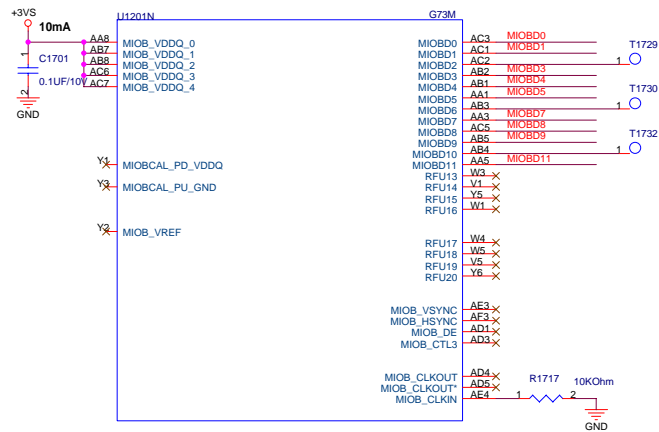 +3VS
10mA
U1201N
G73M
AA8 MIOB_VDDQ_0
AB7 MIOB_VDDQ_1
AB8 MIOB_VDDQ_2
AC6 MIOB_VDDQ_3
AC7 MIOB_VDDQ_4
1
C1701
0.1UF/10V
2
GND
Y1 MIOBCAL_PD_VDDQ
Y3 MIOBCAL_PU_GND
Y2 MIOB_VREF
MIOBD0 AC3 MIOBD0
MIOBD1 AC1 MIOBD1
MIOBD2 AC2 1 T1729
MIOBD3 AB2 MIOBD3
MIOBD4 AB1 MIOBD4
MIOBD5 AA1 MIOBD5
MIOBD6 AB3 1 T1730
MIOBD7 AA3 MIOBD7
MIOBD8 AC5 MIOBD8
MIOBD9 AB5 MIOBD9
MIOBD10 AB4 1 T1732
MIOBD11 AA5 MIOBD11
RFU13 W3
RFU14 V1
RFU15 Y5
RFU16 W1
RFU17 W4
RFU18 W5
RFU19 V5
RFU20 Y6
MIOB_VSYNC AE3
MIOB_HSYNC AF3
MIOB_DE AD1
MIOB_CTL3 AD3
MIOB_CLKOUT AD4
MIOB_CLKOUT* AD5
MIOB_CLKIN AE4
R1717
10KOhm
1 2
GND